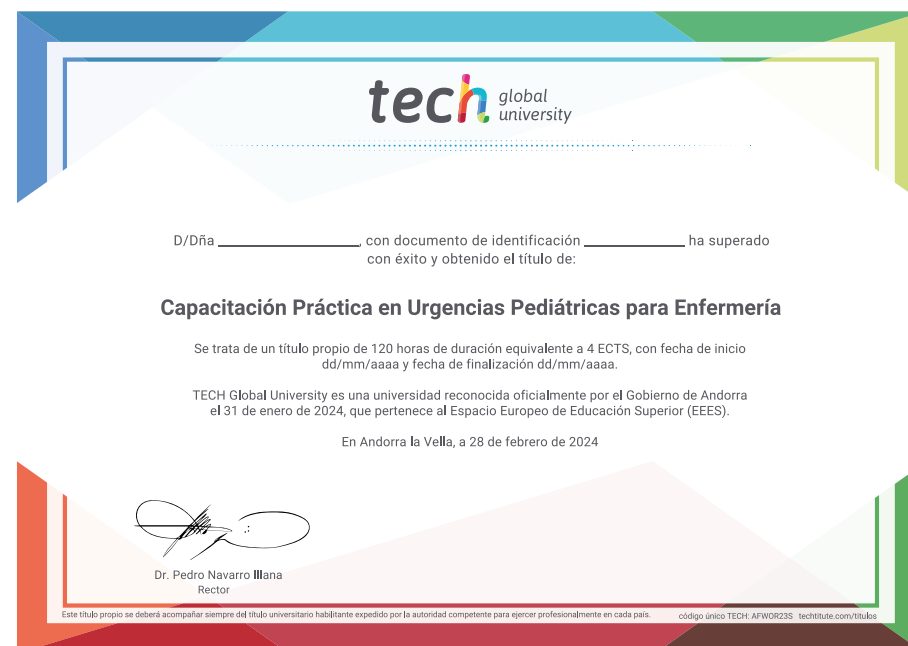 tech global university
D/Dña ____________________, con documento de identificación ______________ ha superado
con éxito y obtenido el título de:
Capacitación Práctica en Urgencias Pediátricas para Enfermería
Se trata de un título propio de 120 horas de duración equivalente a 4 ECTS, con fecha de inicio
dd/mm/aaaa y fecha de finalización dd/mm/aaaa.
TECH Global University es una universidad reconocida oficialmente por el Gobierno de Andorra
el 31 de enero de 2024, que pertenece al Espacio Europeo de Educación Superior (EEES).
En Andorra la Vella, a 28 de febrero de 2024
Dr. Pedro Navarro Illana
Rector
Este título propio se deberá acompañar siempre del título universitario habilitante expedido por la autoridad competente para ejercer profesionalmente en cada país. código único TECH: AFWOR23S techtitute.com/titulos